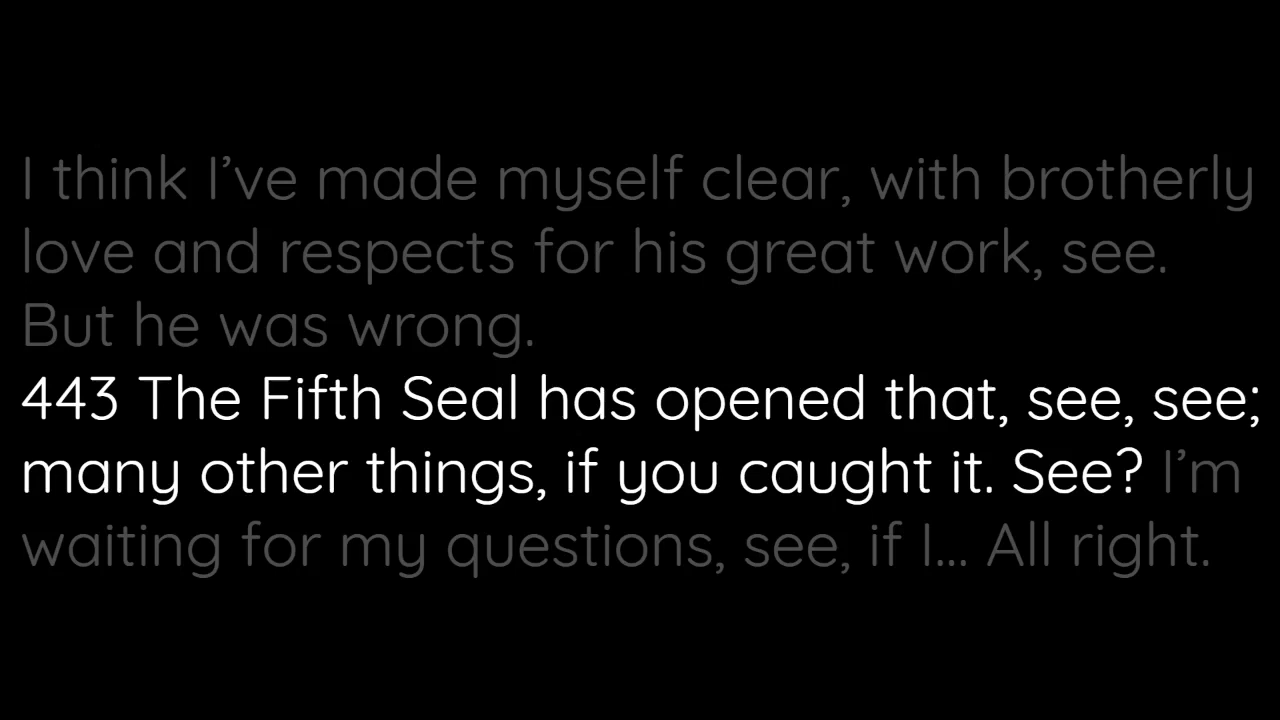 I think I’ve made myself clear, with brotherly
love and respects for his great work, see.
But he was wrong.
443 The Fifth Seal has opened that, see, see;
many other things, if you caught it. See? I’m
waiting for my questions, see, if I... All right.